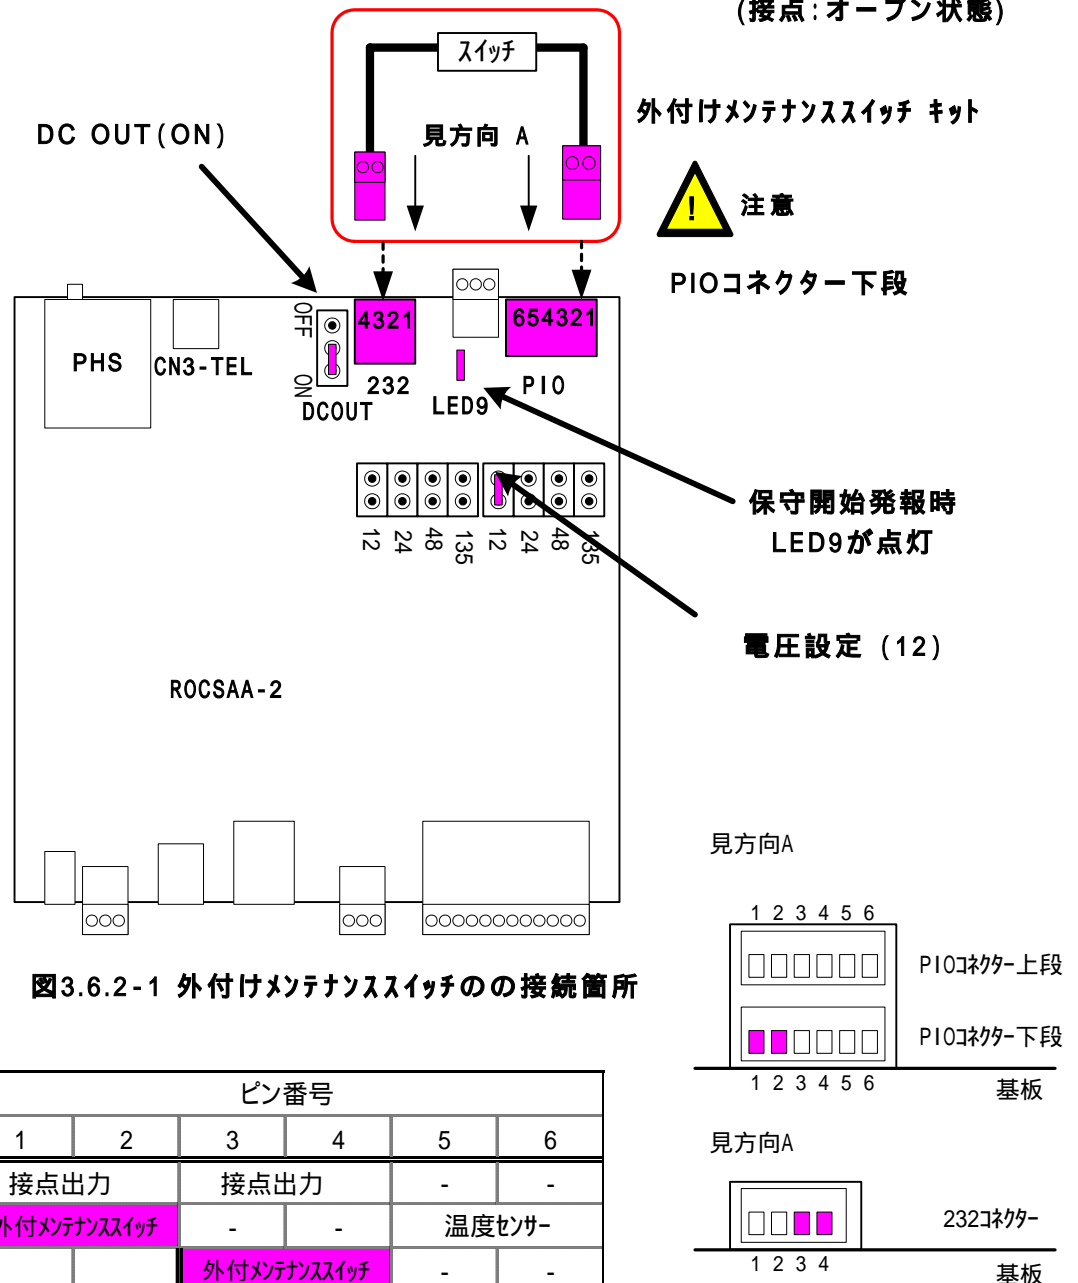 (接点:オープン状態)
スイッチ
外付けメンテナンススイッチ キット
DC OUT(ON)
見方向 A
! 注意
PIOコネクター下段
PHS
CN3-TEL
OFF
ON
DCOUT
4321
232
LED9
654321
PIO
12 24 48 135 12 24 48 135
保守開始発報時
LED9が点灯
電圧設定 (12)
ROCSAA-2
図3.6.2-1 外付けメンテナンススイッチのの接続箇所
見方向A
1 2 3 4 5 6
PIOコネクター上段
PIOコネクター下段
1 2 3 4 5 6
基板
見方向A
232コネクター
1 2 3 4
基板
ピン番号
1 2 3 4 5 6
接点出力 接点出力 - -
外付メンテナンススイッチ - - 温度センサー
外付メンテナンススイッチ - -